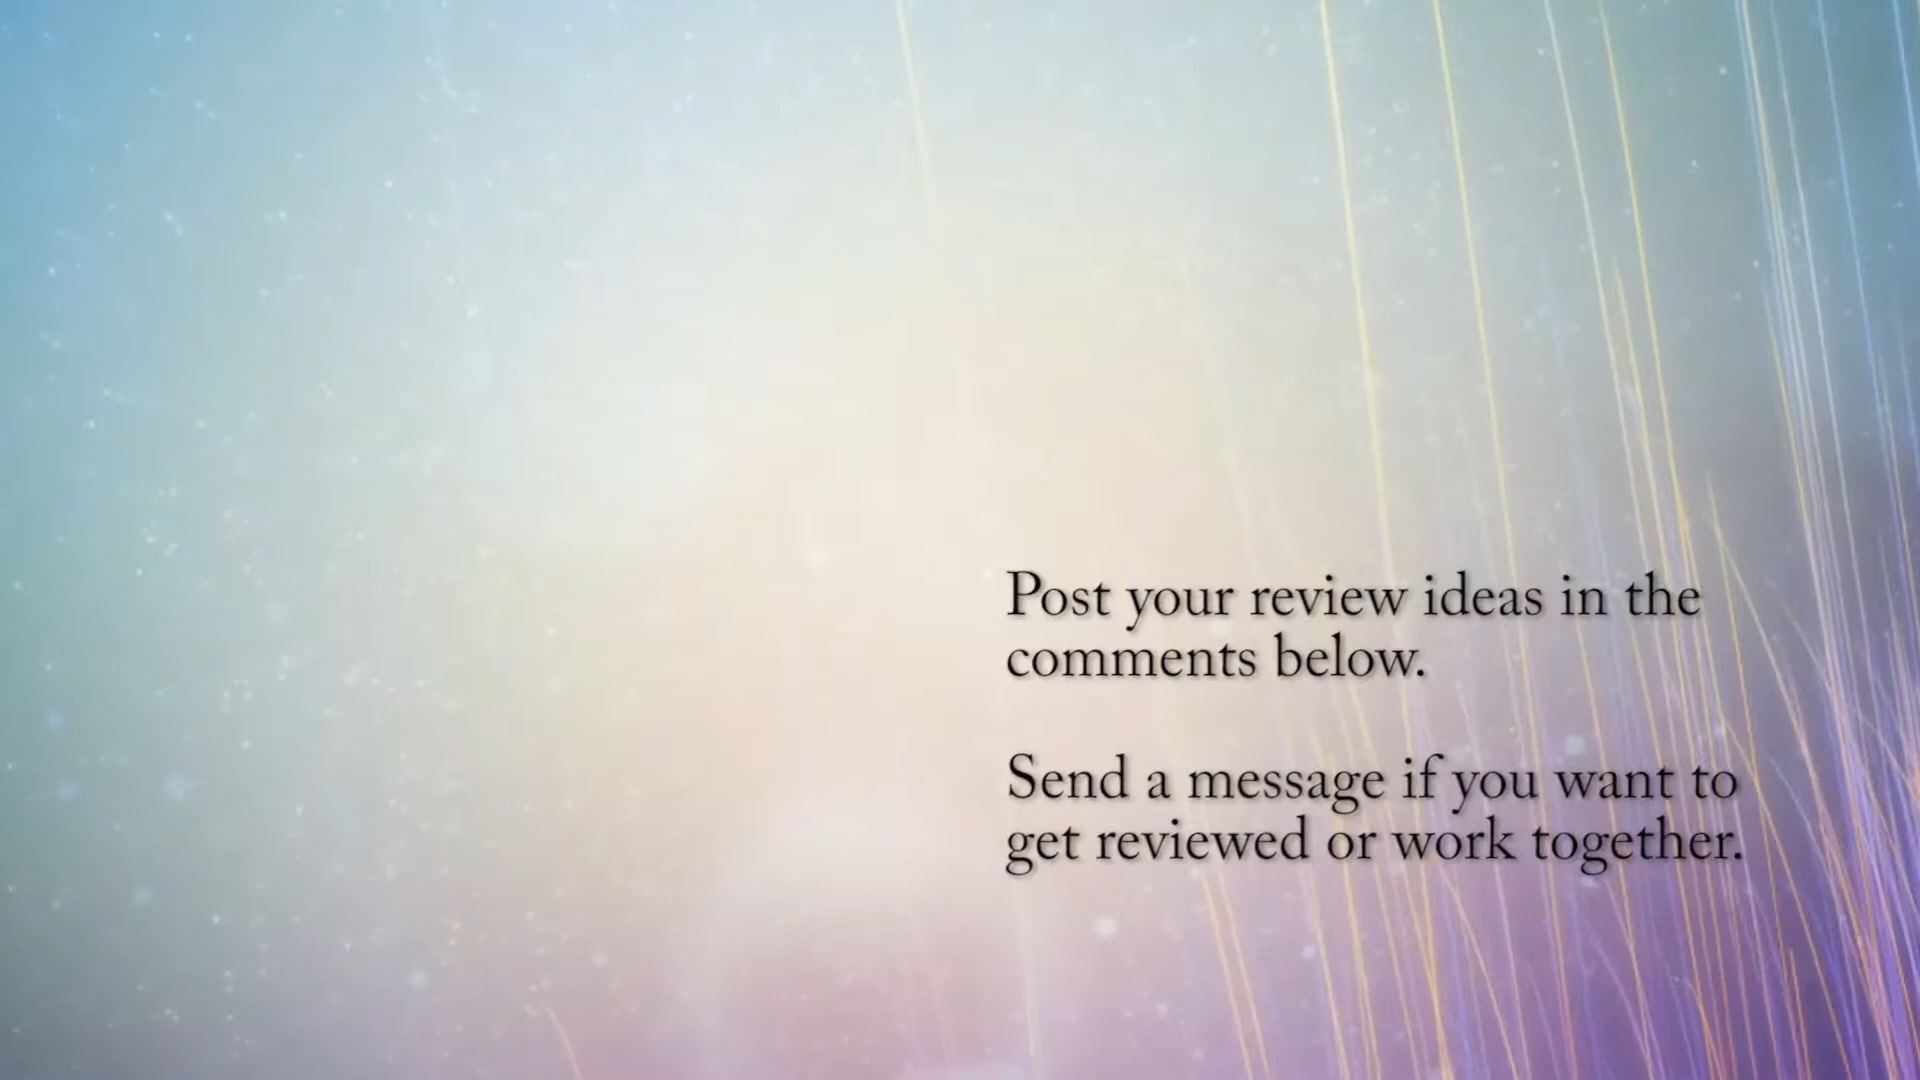 Post your review ideas in the
comments below.
Send a message if you want to
get reviewed or work together.